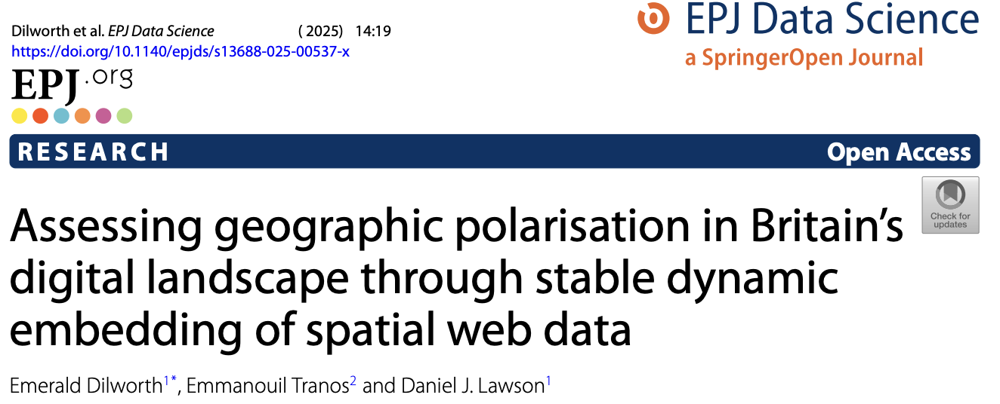 Dilworth et al. EPJ Data Science (2025) 14:19
https://doi.org/10.1140/epjds/s13688-025-00537-x
EPJ.org
EPJ Data Science
a SpringerOpen Journal
RESEARCH Open Access
Check for
updates
Assessing geographic polarisation in Britain’s
digital landscape through stable dynamic
embedding of spatial web data
Emerald Dilworth1*, Emmanouil Tranos2 and Daniel J. Lawson1